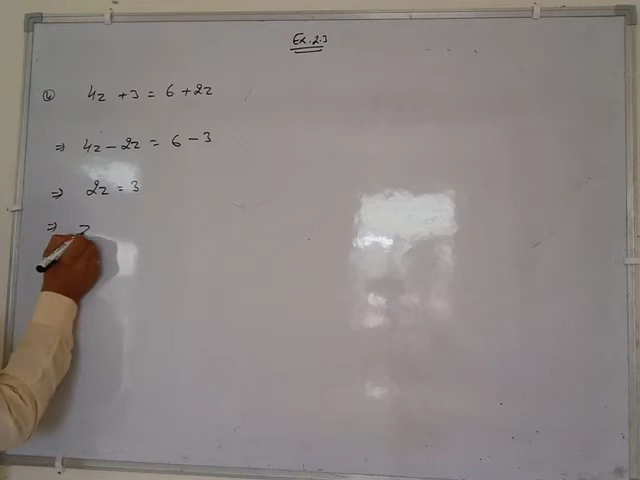 Ex. 2.3
④ 4z + 3 = 6 + 2z
⇒ 4z - 2z = 6 - 3
⇒ 2z = 3
⇒ z